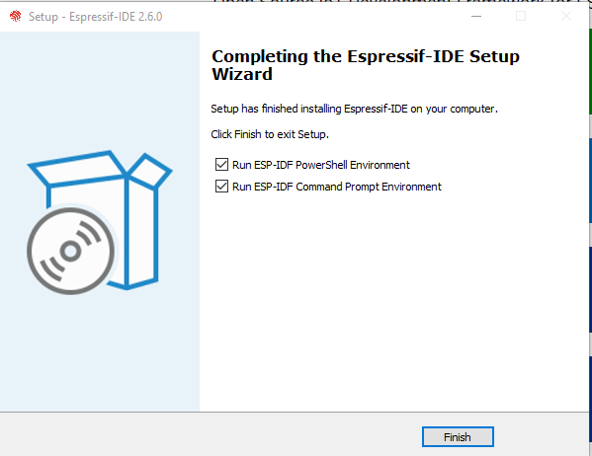 Setup - Espressif-IDE 2.6.0
Completing the Espressif-IDE Setup
Wizard
Setup has finished installing Espressif-IDE on your computer.
Click Finish to exit Setup.
Run ESP-IDF PowerShell Environment
Run ESP-IDF Command Prompt Environment
Finish